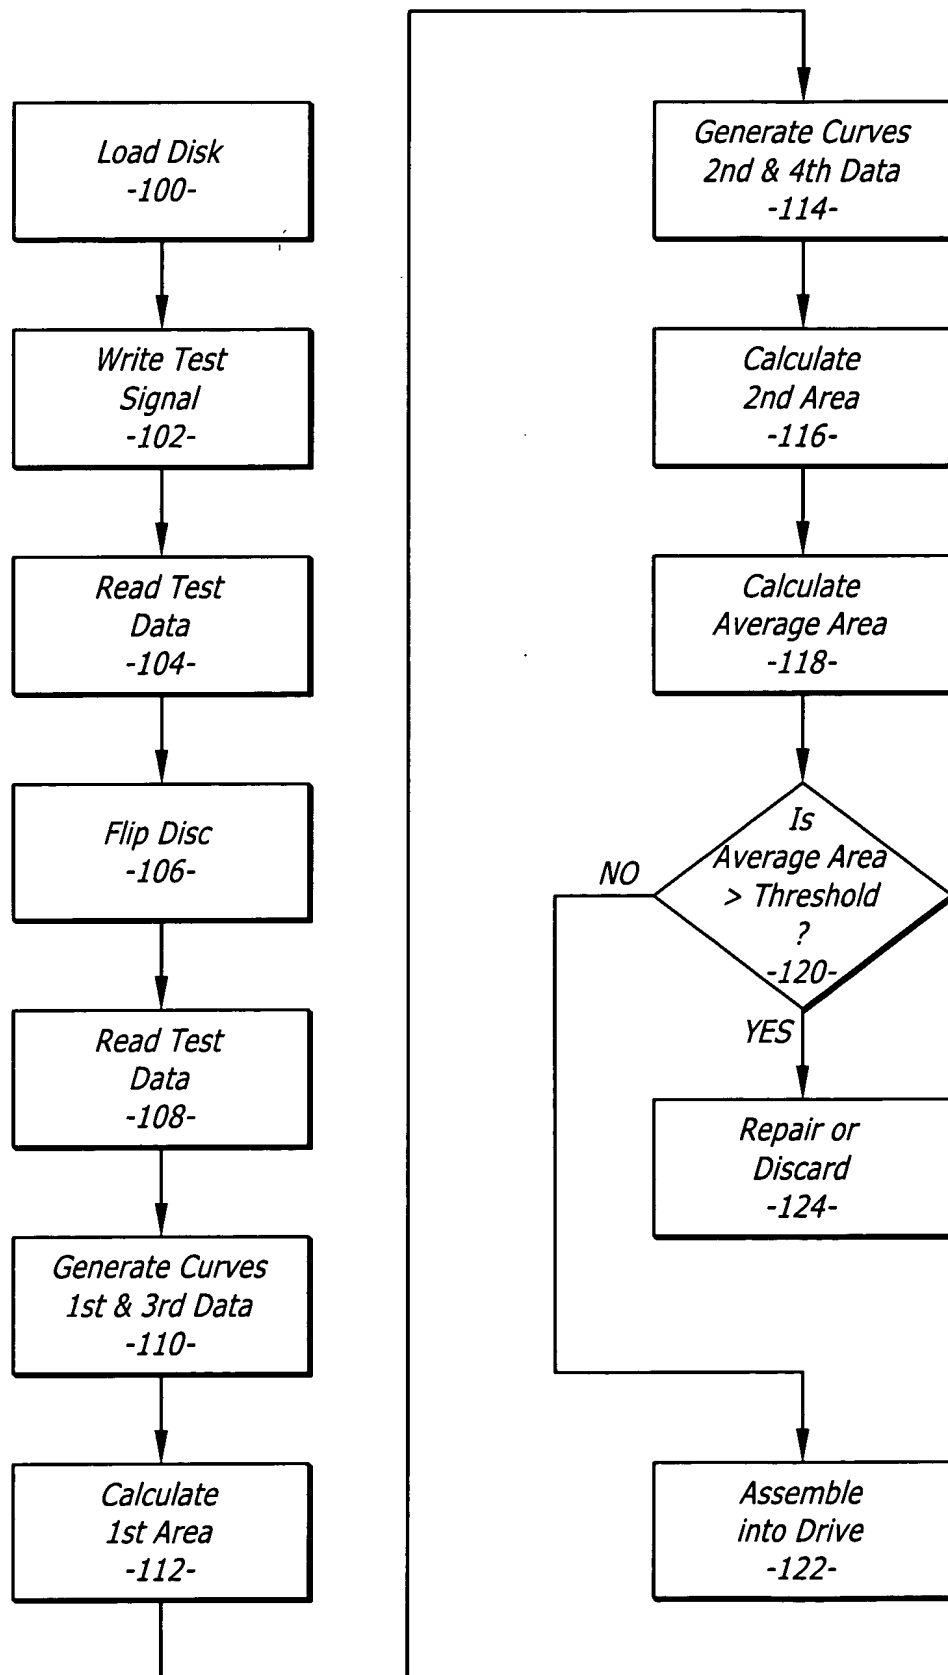 Load Disk
-100-
Write Test
Signal
-102-
Read Test
Data
-104-
Flip Disc
-106-
Read Test
Data
-108-
Generate Curves
1st & 3rd Data
-110-
Calculate
1st Area
-112-
Generate Curves
2nd & 4th Data
-114-
Calculate
2nd Area
-116-
Calculate
Average Area
-118-
Is
Average Area
> Threshold
?
-120-
NO
YES
Repair or
Discard
-124-
Assemble
into Drive
-122-